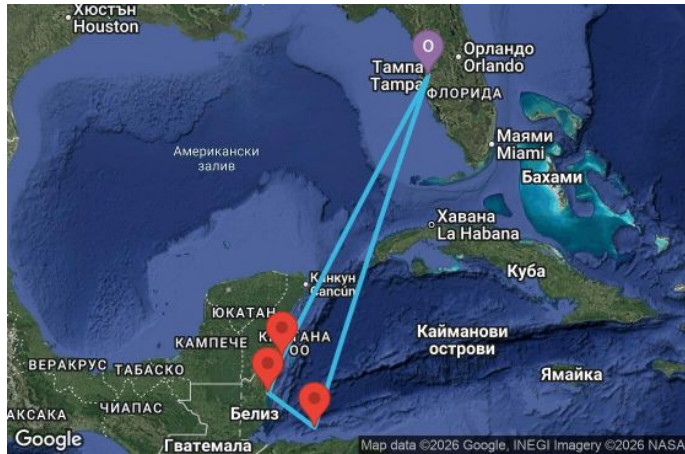 Хюстън
Houston
О
Орландо
Orlando
Тампа
Tampa
ФЛОРИДА
Маями
Miami
Американски
залив
Бахами
Хавана
La Habana
Канкун
Cancún
Куба
ЮКАТАН
КАМПЕЧЕ
Кайманови
острови
ВЕРАКРУС
ТАБАСКО
Ямайка
ЧИАПАС
АКСАКА
Белиз
Гватемала
Google
Map data ©2026 Google, INEGI Imagery ©2026 NASA